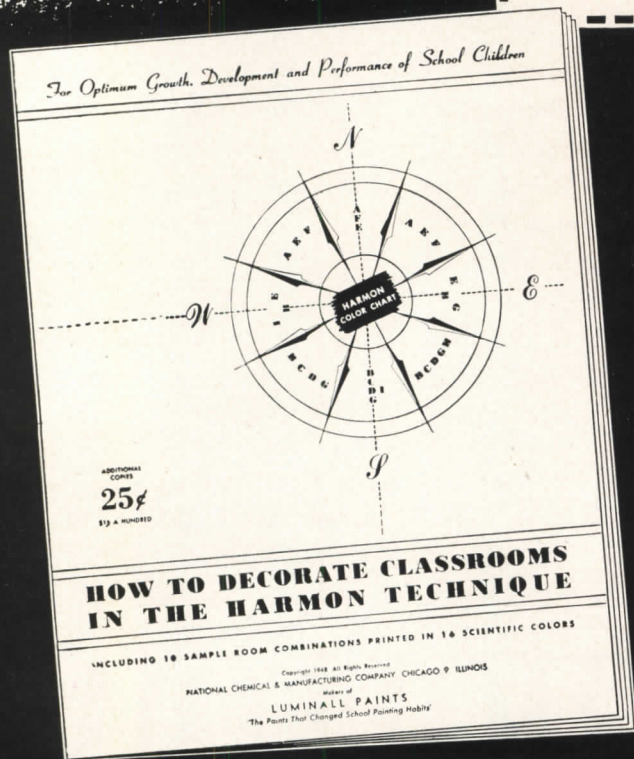 For Optimum Growth, Development and Performance of School Children
N
A F E
A E F
A E F
E H G
I H E
W
E
HARMON
COLOR CHART
B C D G
B C D G H
B C D G I
S
ADDITIONAL
COPIES
25¢
$15 A HUNDRED
HOW TO DECORATE CLASSROOMS
IN THE HARMON TECHNIQUE
INCLUDING 10 SAMPLE ROOM COMBINATIONS PRINTED IN 16 SCIENTIFIC COLORS
Copyright 1948 All Rights Reserved
NATIONAL CHEMICAL & MANUFACTURING COMPANY CHICAGO 9 ILLINOIS
Makers of
LUMINALL PAINTS
'The Paints That Changed School Painting Habits'